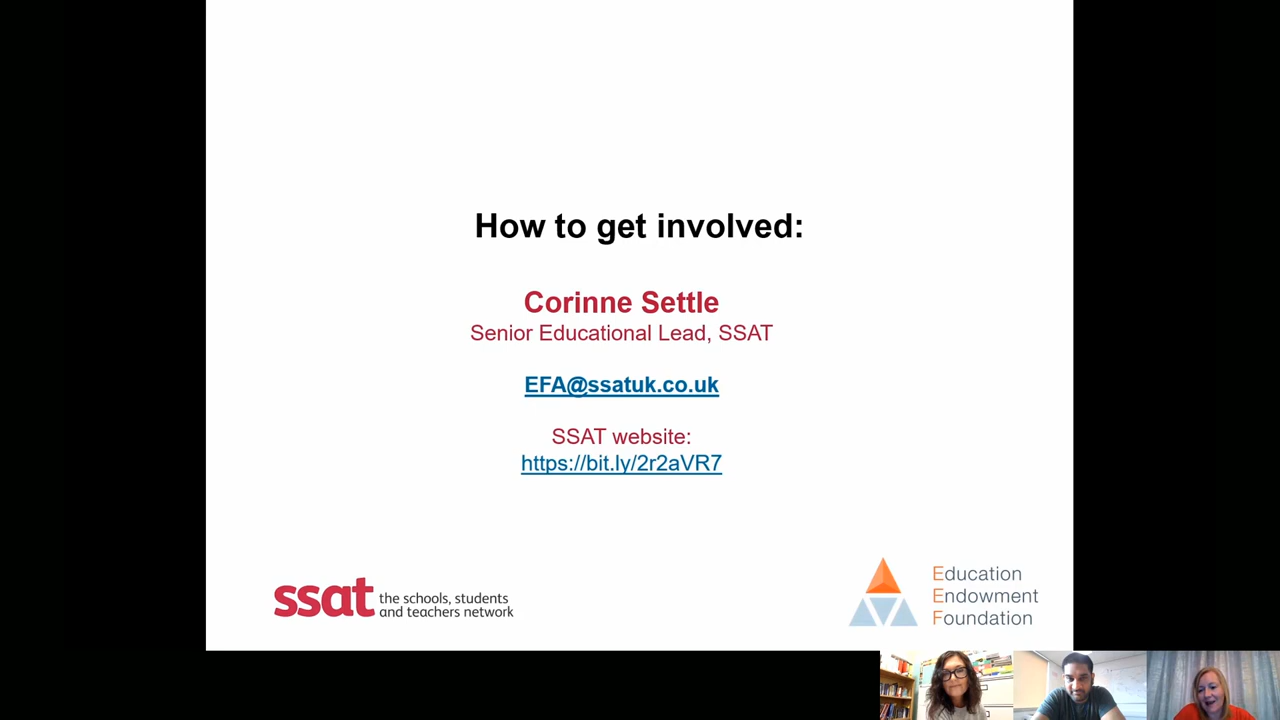 How to get involved:
Corinne Settle
Senior Educational Lead, SSAT
EFA@ssatuk.co.uk
SSAT website:
https://bit.ly/2r2aVR7
ssat the schools, students
and teachers network
Education
Endowment
Foundation